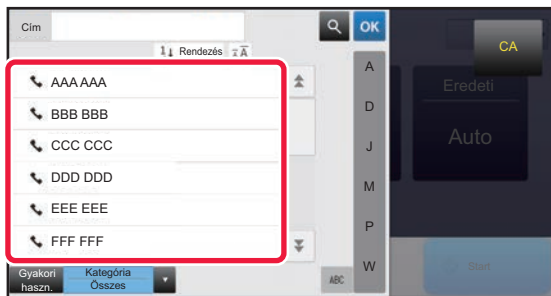 Cím
OK
CA
Rendezés
A
AAA AAA
Eredeti
BBB BBB
D
CCC CCC
J
Auto
DDD DDD
M
EEE EEE
P
FFF FFF
W
Start
Gyakori
haszn.
Kategória
Összes
ABC